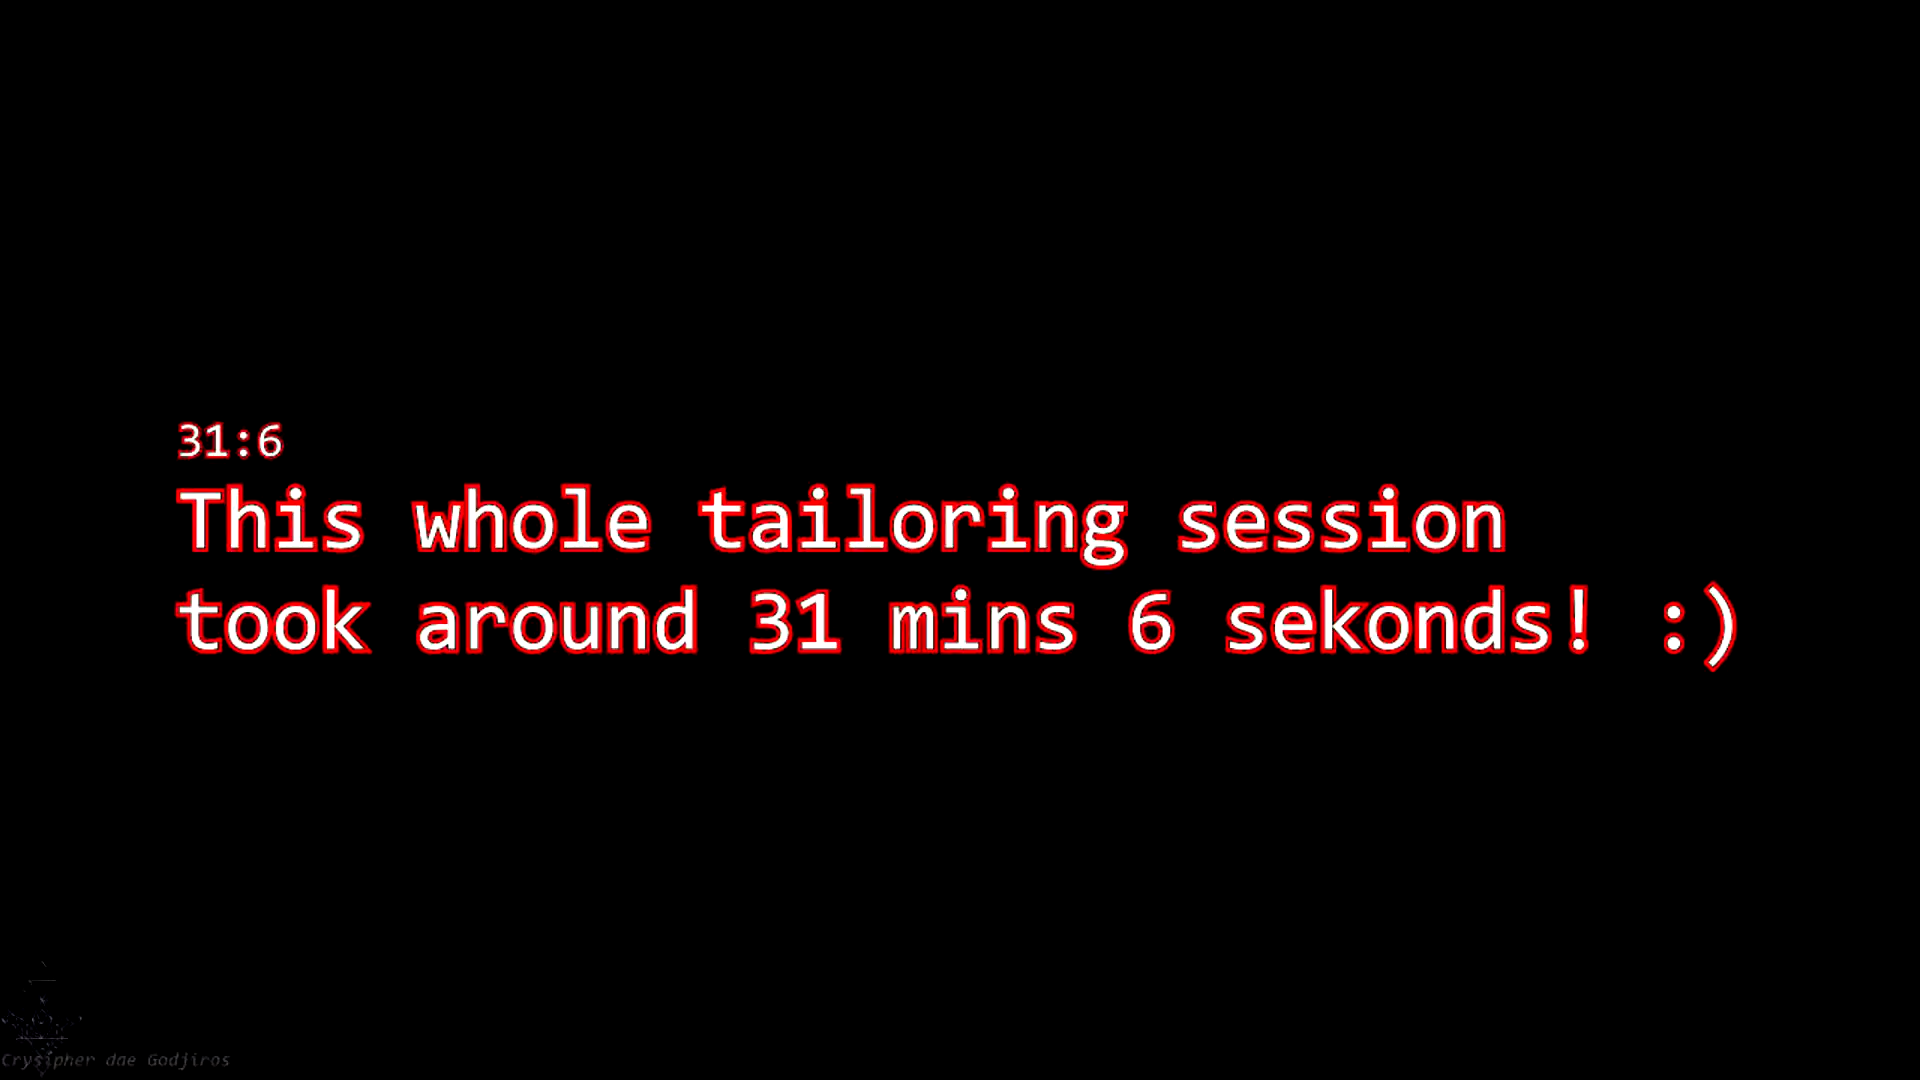 31:6
This whole tailoring session
took around 31 mins 6 sekonds! :)
Crysipher dae Godjiros